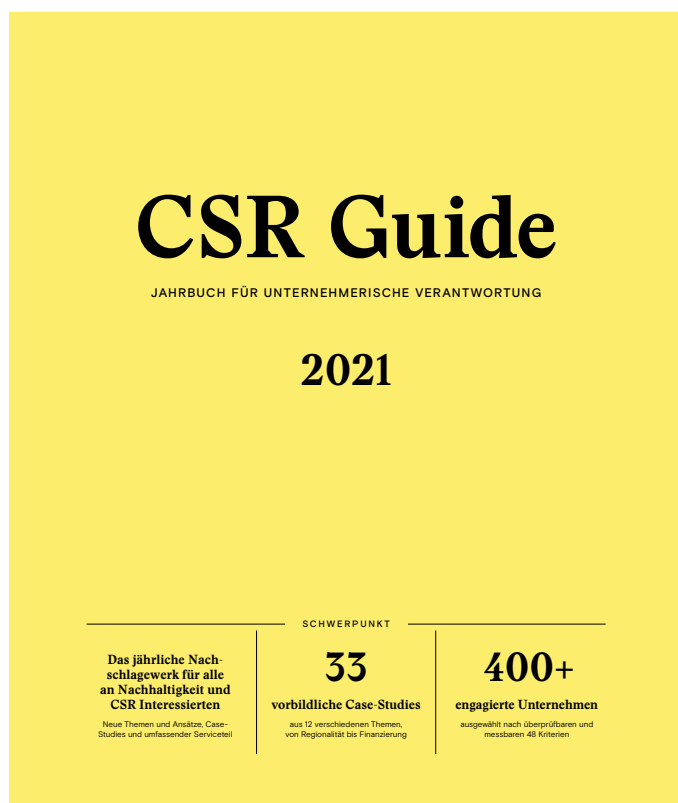 CSR Guide
JAHRBUCH FÜR UNTERNEHMERISCHE VERANTWORTUNG
2021
SCHWERPUNKT
Das jährliche Nach-
schlagewerk für alle
an Nachhaltigkeit und
CSR Interessierten
Neue Themen und Ansätze, Case-
Studies und umfassender Serviceteil
33
vorbildliche Case-Studies
aus 12 verschiedenen Themen,
von Regionalität bis Finanzierung
400+
engagierte Unternehmen
ausgewählt nach überprüfbaren und
messbaren 48 Kriterien